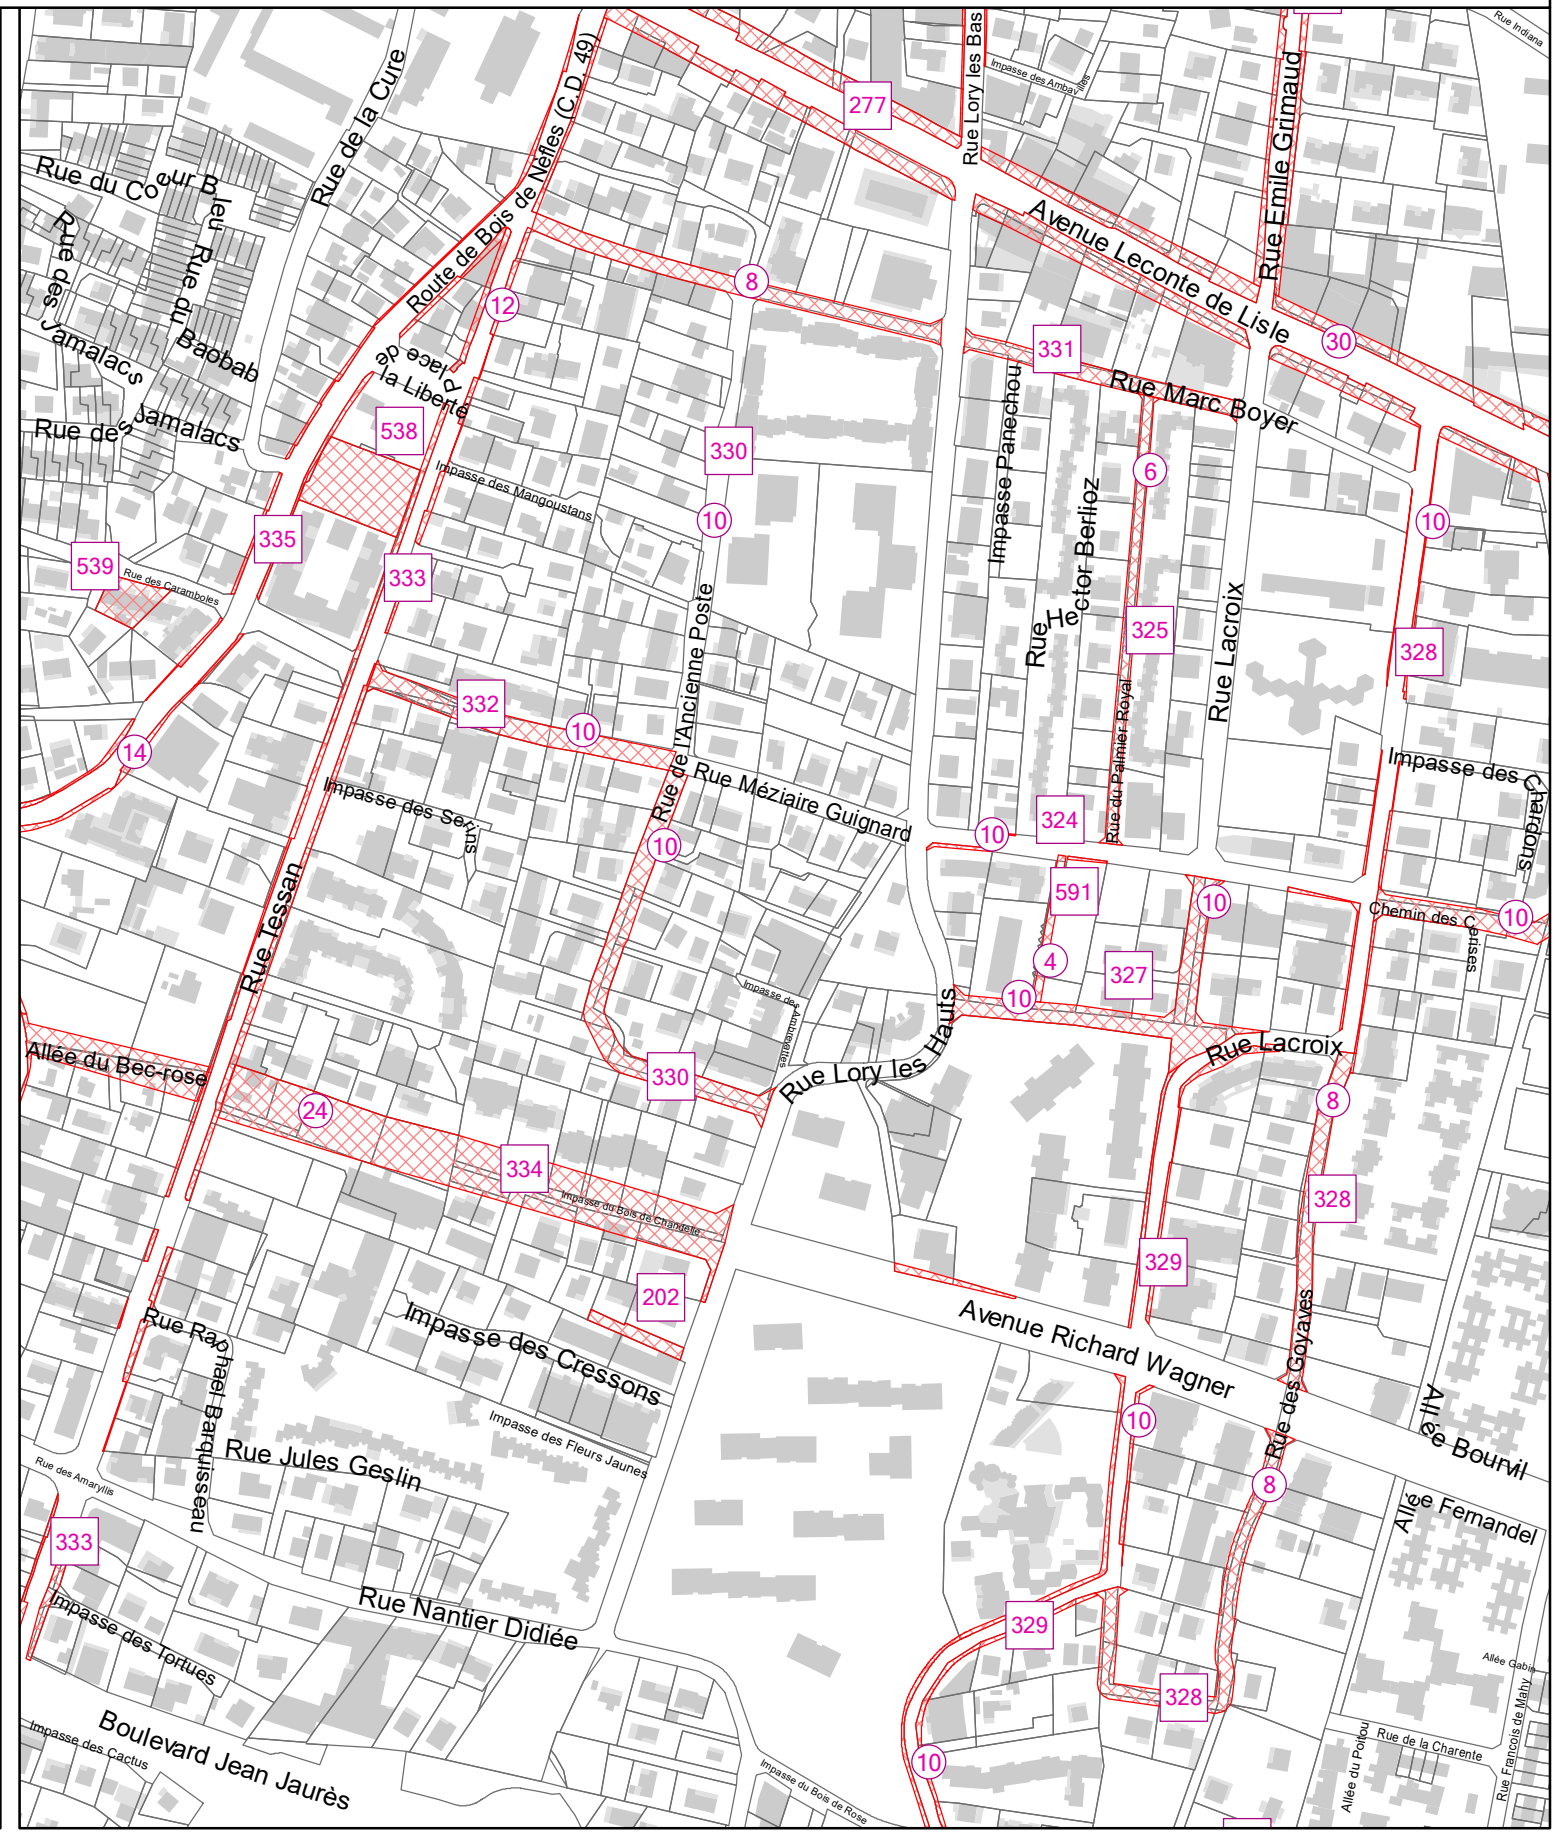 Rue Indiana
Rue Lory les Bas
Impasse des Ambavilles
Rue Emile Grimaud
Rue de la Cure
Route de Bois de Nèfles (C.D. 49)
277
Rue du Coeur Bleu
Rue des Jamalacs
Rue du Baobab
Avenue Leconte de Lisle
8
12
30
331
Place de
la Liberté
Rue Marc Boyer
Rue des Jamalacs
538
330
Impasse des Mangoustans
Impasse Panechou
6
10
10
335
333
539
Rue des Caramboles
Rue Hector Berlioz
325
328
Rue de l'Ancienne Poste
Rue Lacroix
332
10
14
Rue du Palmier Royal
Impasse des Chardons
Rue Méziaire Guignard
Impasse des Serins
10
10
324
591
10
Chemin des Cerises
10
Rue Tessan
4
327
10
Impasse des Ambrevattes
Rue Lory les Hauts
Allée du Bec-rose
330
Rue Lacroix
24
8
334
Impasse du Bois de Chandelle
328
329
202
Rue Raphael Barquisseau
Impasse des Cressons
Avenue Richard Wagner
Rue des Goyaves
10
Allée Bourvil
Impasse des Fleurs Jaunes
Rue Jules Geslin
Rue des Amaryllis
8
Allée Fernandel
333
Rue Nantier Didiée
Impasse des Tortues
329
328
Allée Gabin
Boulevard Jean Jaurès
Impasse des Cactus
Impasse du Bois de Rose
10
Allée du Poitou
Rue de la Charente
Rue Francois de Mahy